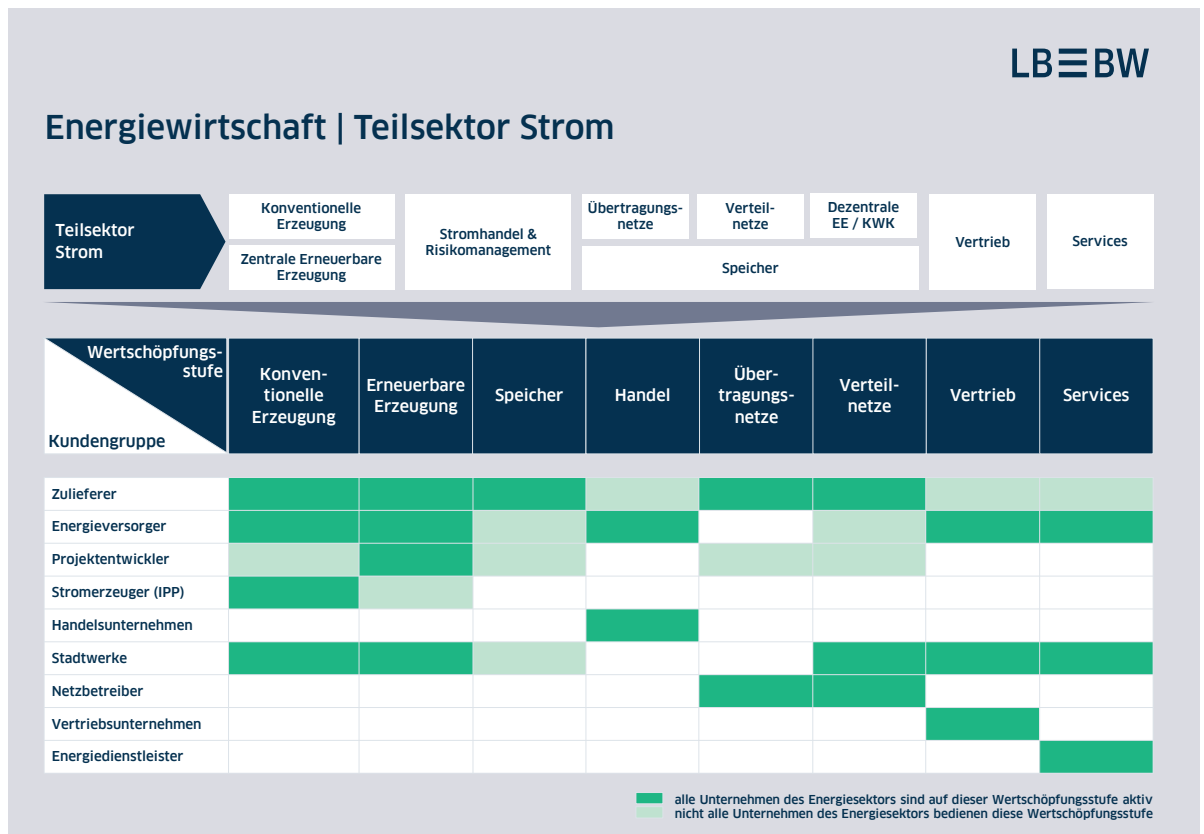 LBBW
Energiewirtschaft | Teilsektor Strom
Teilsektor
Strom
Konventionelle
Erzeugung
Zentrale Erneuerbare
Erzeugung
Stromhandel &
Risikomanagement
Übertragungs-
netze
Verteil-
netze
Dezentrale
EE / KWK
Speicher
Vertrieb
Services
Wertschöpfungs-
stufe
Kundengruppe
Konven-
tionelle
Erzeugung
Erneuerbare
Erzeugung
Speicher
Handel
Über-
tragungs-
netze
Verteil-
netze
Vertrieb
Services
Zulieferer
Energieversorger
Projektentwickler
Stromerzeuger (IPP)
Handelsunternehmen
Stadtwerke
Netzbetreiber
Vertriebsunternehmen
Energiedienstleister
alle Unternehmen des Energiesektors sind auf dieser Wertschöpfungsstufe aktiv
nicht alle Unternehmen des Energiesektors bedienen diese Wertschöpfungsstufe